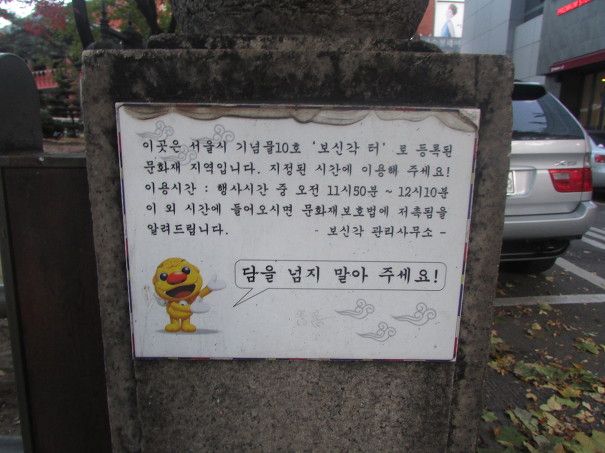 이곳은 서울시 기념물10호 '보신각 터' 로 등록된
문화재 지역입니다. 지정된 시간에 이용해 주세요!
이용시간 : 행사시간 중 오전 11시50분 ~ 12시10분
이 외 시간에 들어오시면 문화재보호법에 저촉됨을
알려드립니다. - 보신각 관리사무소 -
담을 넘지 말아 주세요!